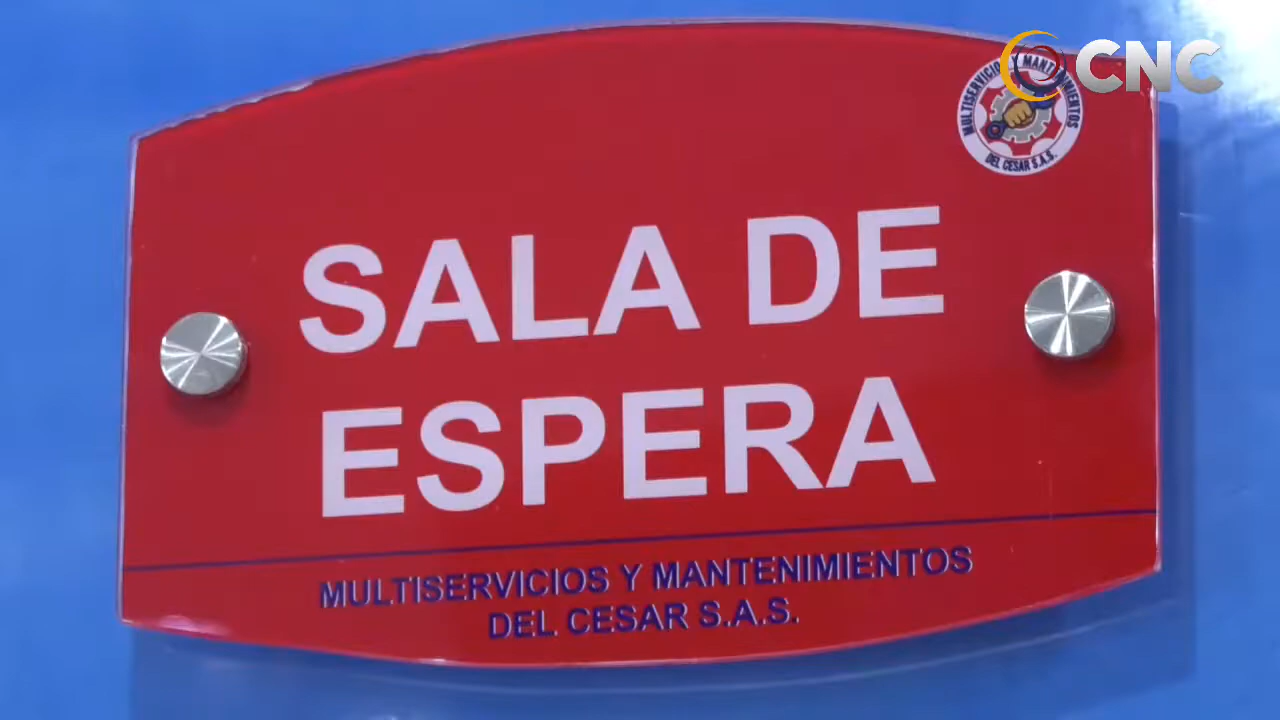 CNC
MULTISERVICIOS Y MANTENIMIENTOS
DEL CESAR S.A.S.
SALA DE
ESPERA
MULTISERVICIOS Y MANTENIMIENTOS
DEL CESAR S.A.S.